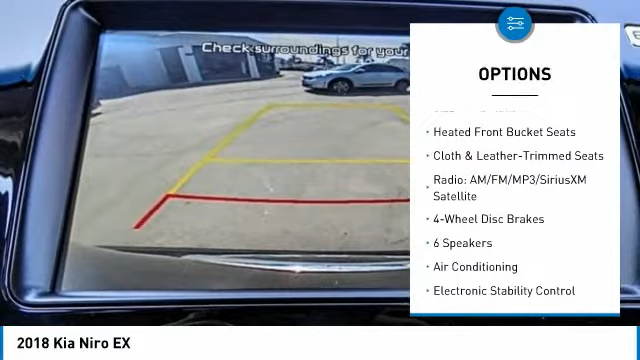 Check surroundings for your
OPTIONS
Heated Front Bucket Seats
Cloth & Leather-Trimmed Seats
Radio: AM/FM/MP3/SiriusXM
Satellite
4-Wheel Disc Brakes
6 Speakers
Air Conditioning
Electronic Stability Control
2018 Kia Niro EX